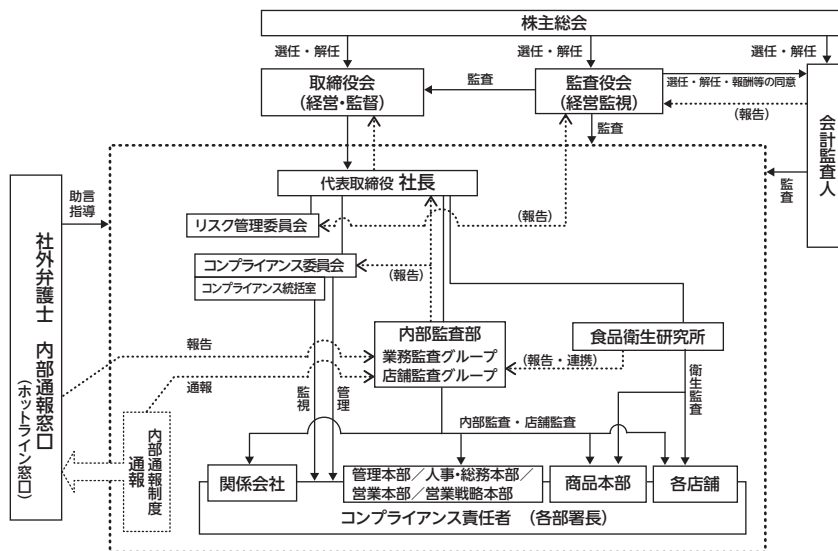 株主総会
選任・解任
選任・解任
選任・解任
取締役会
(経営・監督)
監査
監査役会
(経営監視)
選任・解任・報酬等の同意
(報告)
監査
会計監査人
監査
代表取締役 社長
助言
指導
リスク管理委員会
(報告)
コンプライアンス委員会
コンプライアンス統括室
(報告)
社外弁護士 内部通報窓口
(ホットライン窓口)
内部監査部
業務監査グループ
店舗監査グループ
食品衛生研究所
報告
(報告・連携)
通報
監視
管理
衛生監査
内部通報制度
通報
内部監査・店舗監査
関係会社
管理本部/人事・総務本部/
営業本部/営業戦略本部
商品本部
各店舗
コンプライアンス責任者 (各部署長)